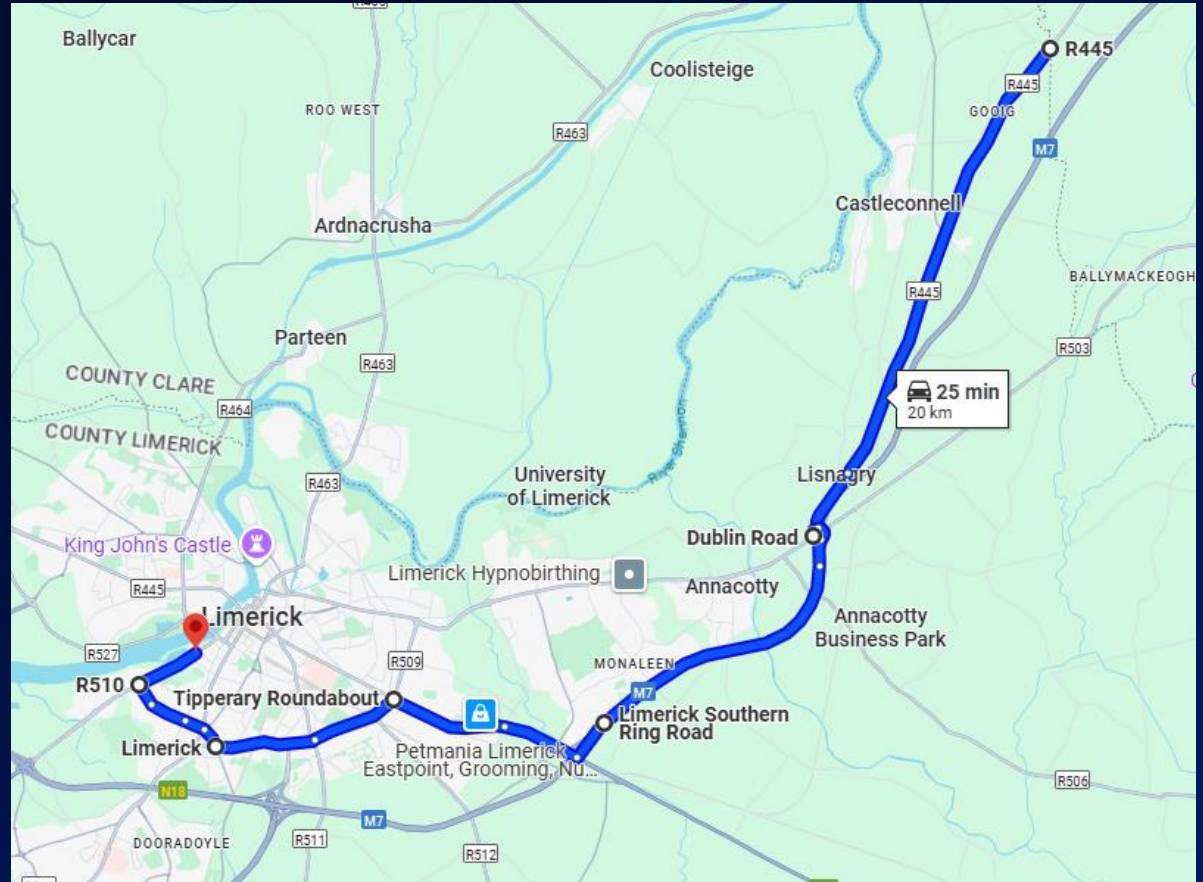 Ballycar
Coolisteige
R445
R445
ROO WEST
GOOIG
R463
M7
Castleconnell
Ardnacrusha
BALLYMACKEOGH
R445
Parteen
R503
R463
COUNTY CLARE
25 min
20 km
R464
COUNTY LIMERICK
River Shannon
University
of Limerick
Lisnagry
R463
Dublin Road
King John's Castle
Limerick Hypnobirthing
Annacotty
R445
Limerick
Annacotty
Business Park
R527
R509
MONALEEN
R510
Tipperary Roundabout
M7
Limerick Southern
Ring Road
Limerick
Petmania Limerick
Eastpoint, Grooming, Nu...
R506
N18
M7
DOORADOYLE
R511
R512